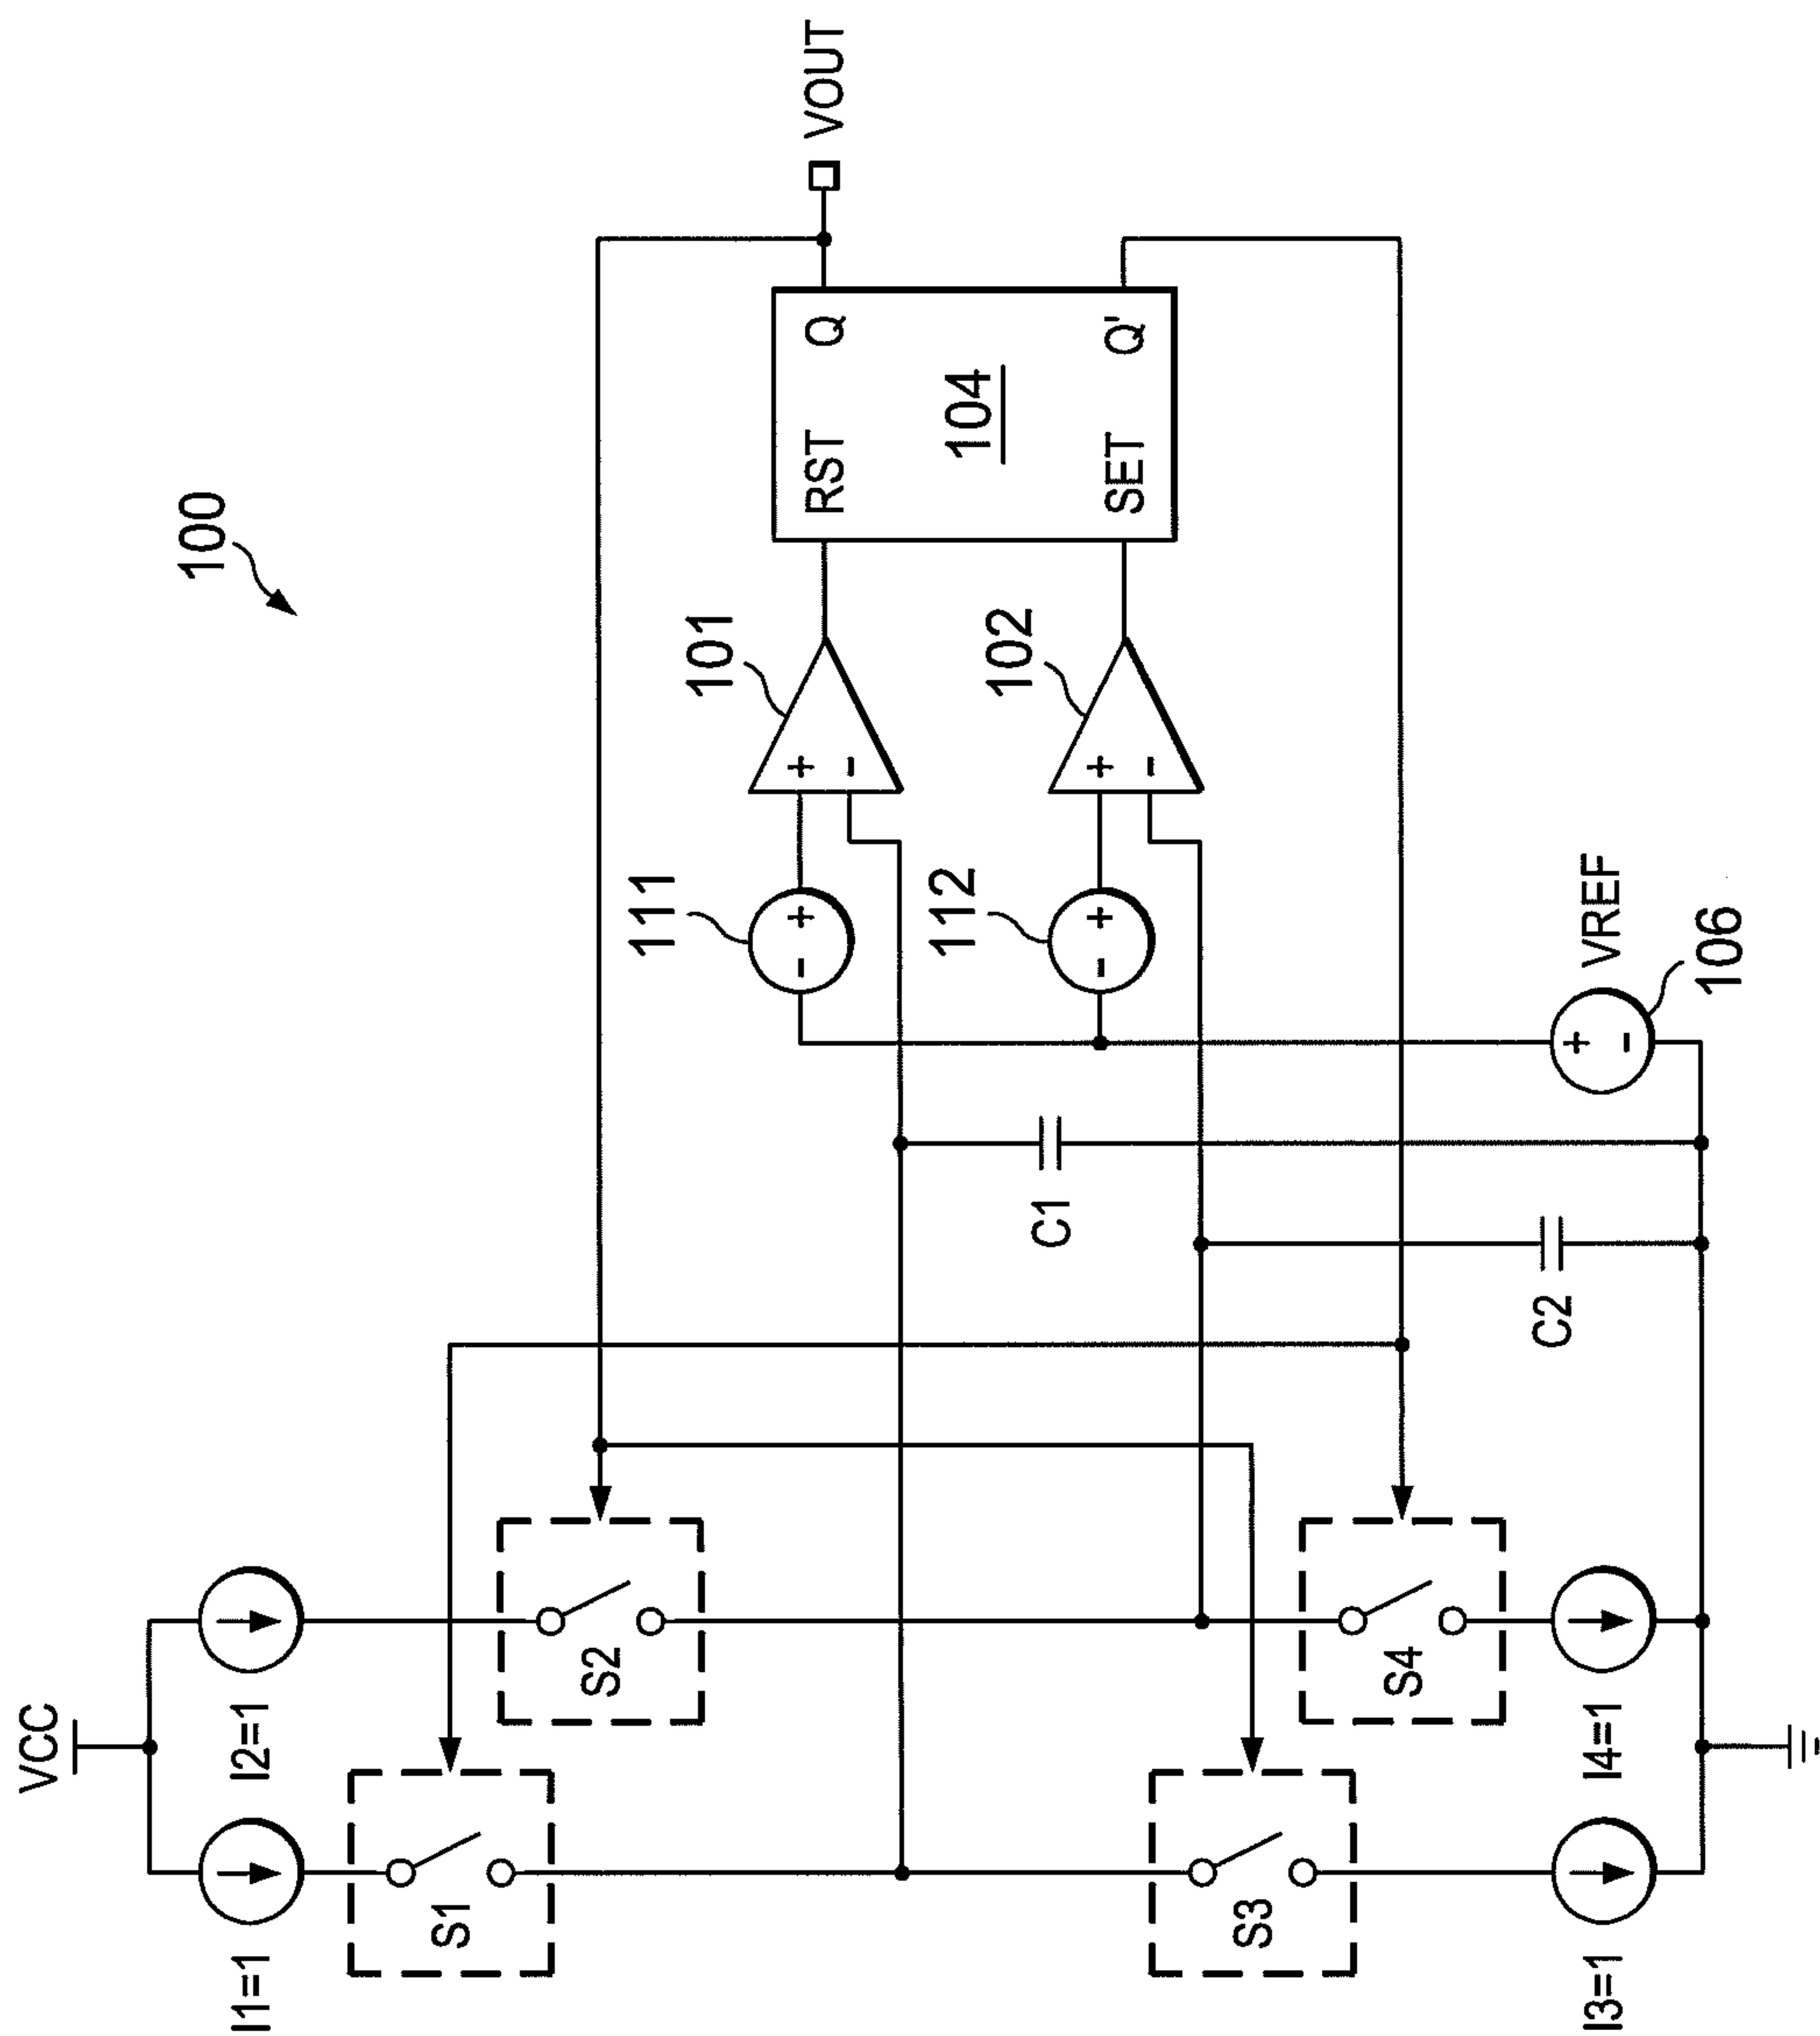 100
VCC
I1=1
I2=1
S1
S2
S3
S4
I3=1
I4=1
C1
C2
VREF
106
111
+
-
112
+
-
+
-
101
+
-
102
+
-
RST
Q
104
SET
Q'
VOUT